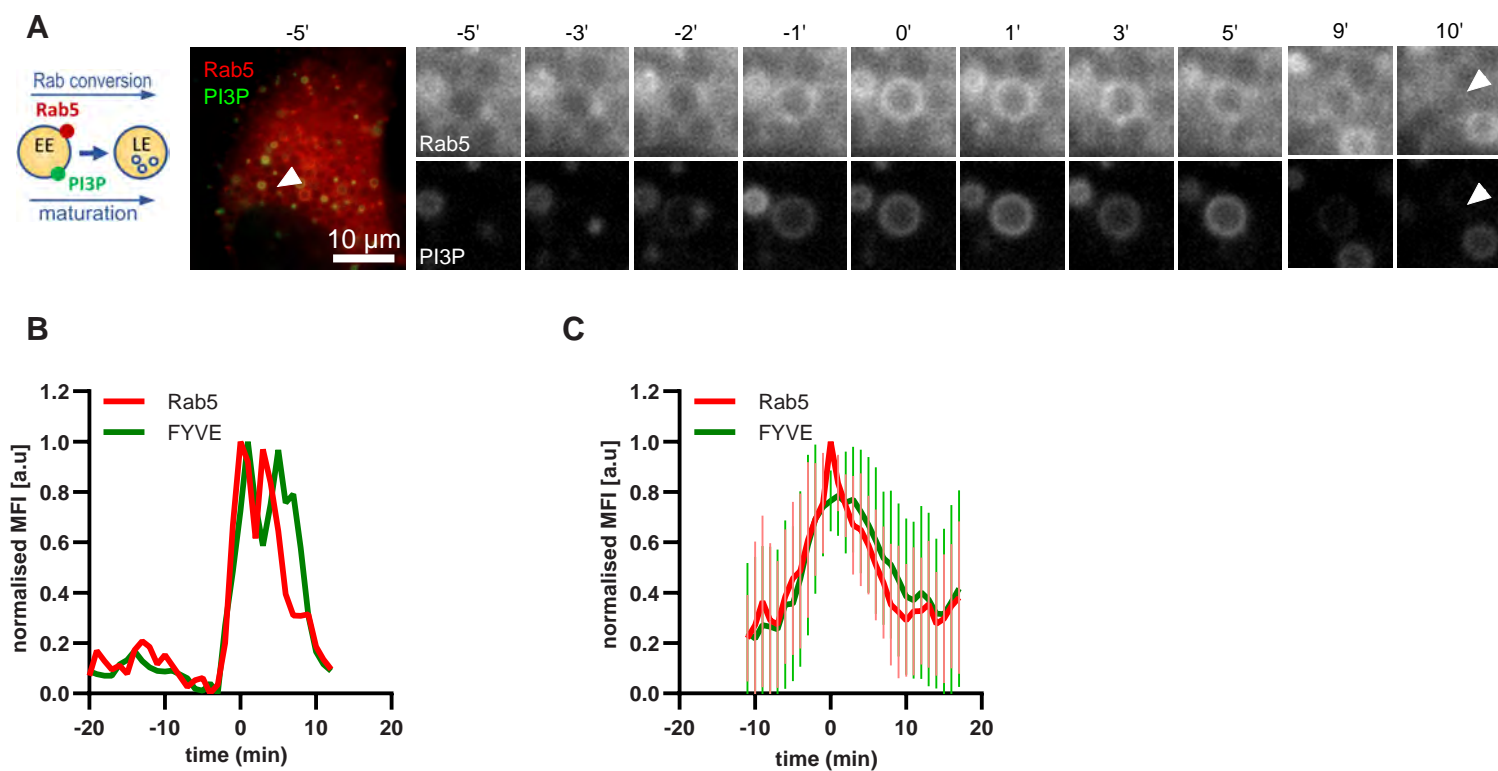 A
-5'
-5'
-3'
-2'
-1'
0'
1'
3'
5'
9'
10'
Rab conversion
Rab5
EE
LE
PI3P
maturation
Rab5
PI3P
10 µm
Rab5
PI3P
B
1.2
1.0
0.8
0.6
0.4
0.2
0.0
normalised MFI [a.u]
Rab5
FYVE
-20
-10
0
10
20
time (min)
C
1.2
1.0
0.8
0.6
0.4
0.2
0.0
normalised MFI [a.u]
Rab5
FYVE
-20
-10
0
10
20
time (min)